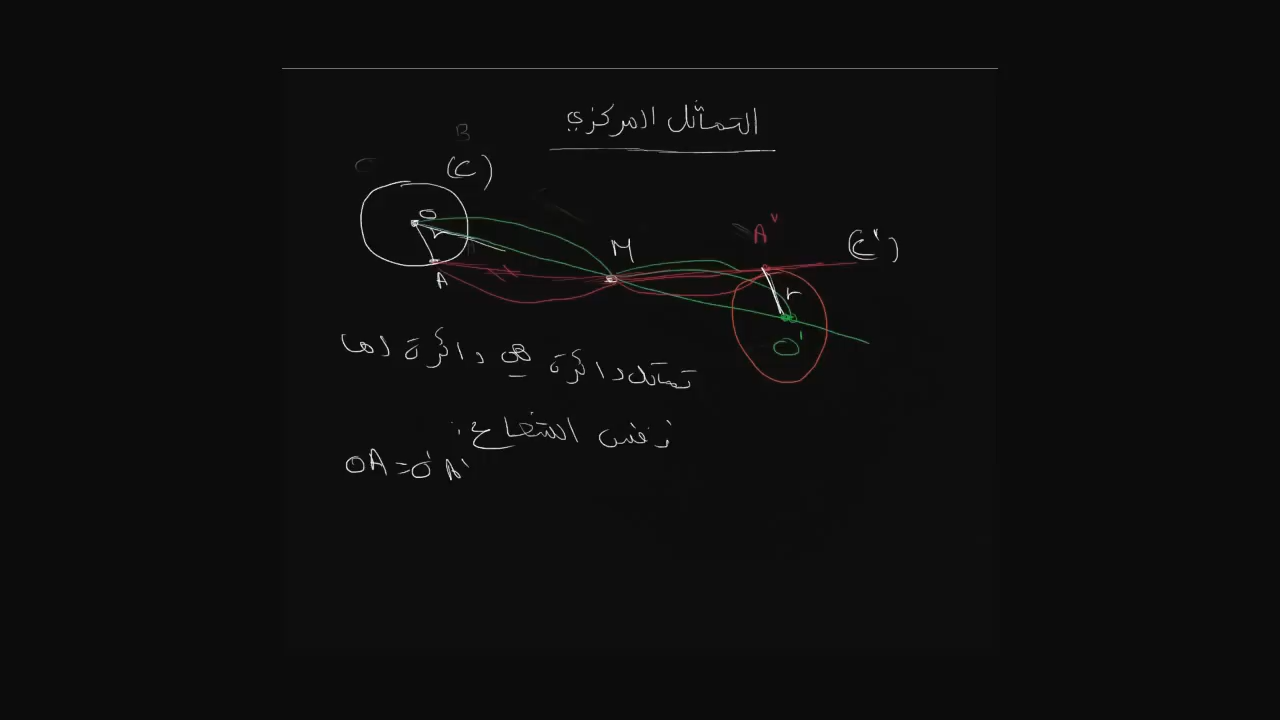 التماثل المركزي
B
(C)
C
O
r
A
M
A'
(C')
r
O'
تماثل دائرة هي دائرة لها
نفس الشعاع:
OA = O'A'